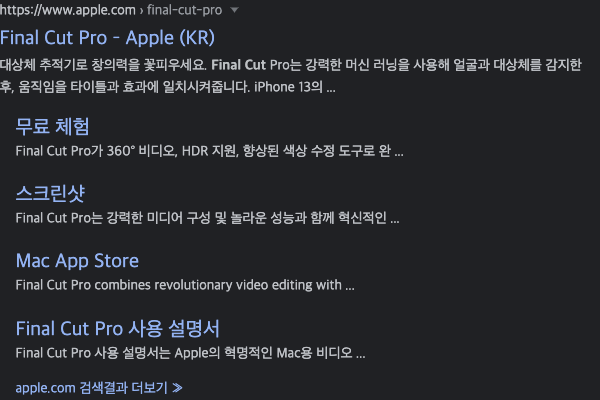 https://www.apple.com › final-cut-pro
Final Cut Pro - Apple (KR)
대상체 추적기로 창의력을 꽃피우세요. Final Cut Pro는 강력한 머신 러닝을 사용해 얼굴과 대상체를 감지한
후, 움직임을 타이틀과 효과에 일치시켜줍니다. iPhone 13의 ...
무료 체험
Final Cut Pro가 360° 비디오, HDR 지원, 향상된 색상 수정 도구로 완 ...
스크린샷
Final Cut Pro는 강력한 미디어 구성 및 놀라운 성능과 함께 혁신적인 ...
Mac App Store
Final Cut Pro combines revolutionary video editing with ...
Final Cut Pro 사용 설명서
Final Cut Pro 사용 설명서는 Apple의 혁명적인 Mac용 비디오 ...
apple.com 검색결과 더보기 »